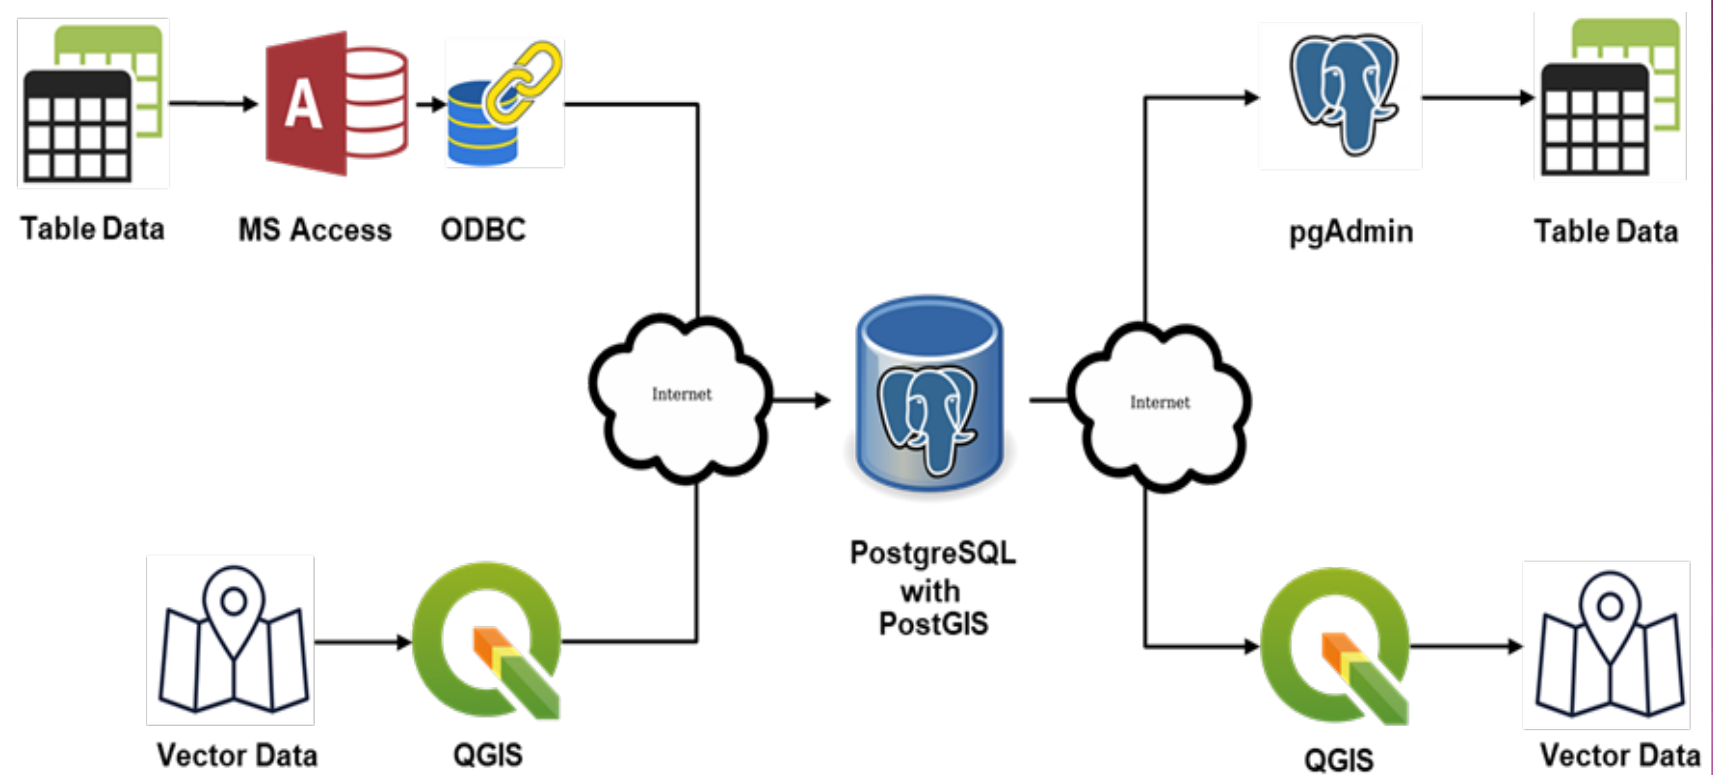 A
Table Data
MS Access
ODBC
pgAdmin
Table Data
Internet
Internet
PostgreSQL
with
PostGIS
Vector Data
QGIS
QGIS
Vector Data